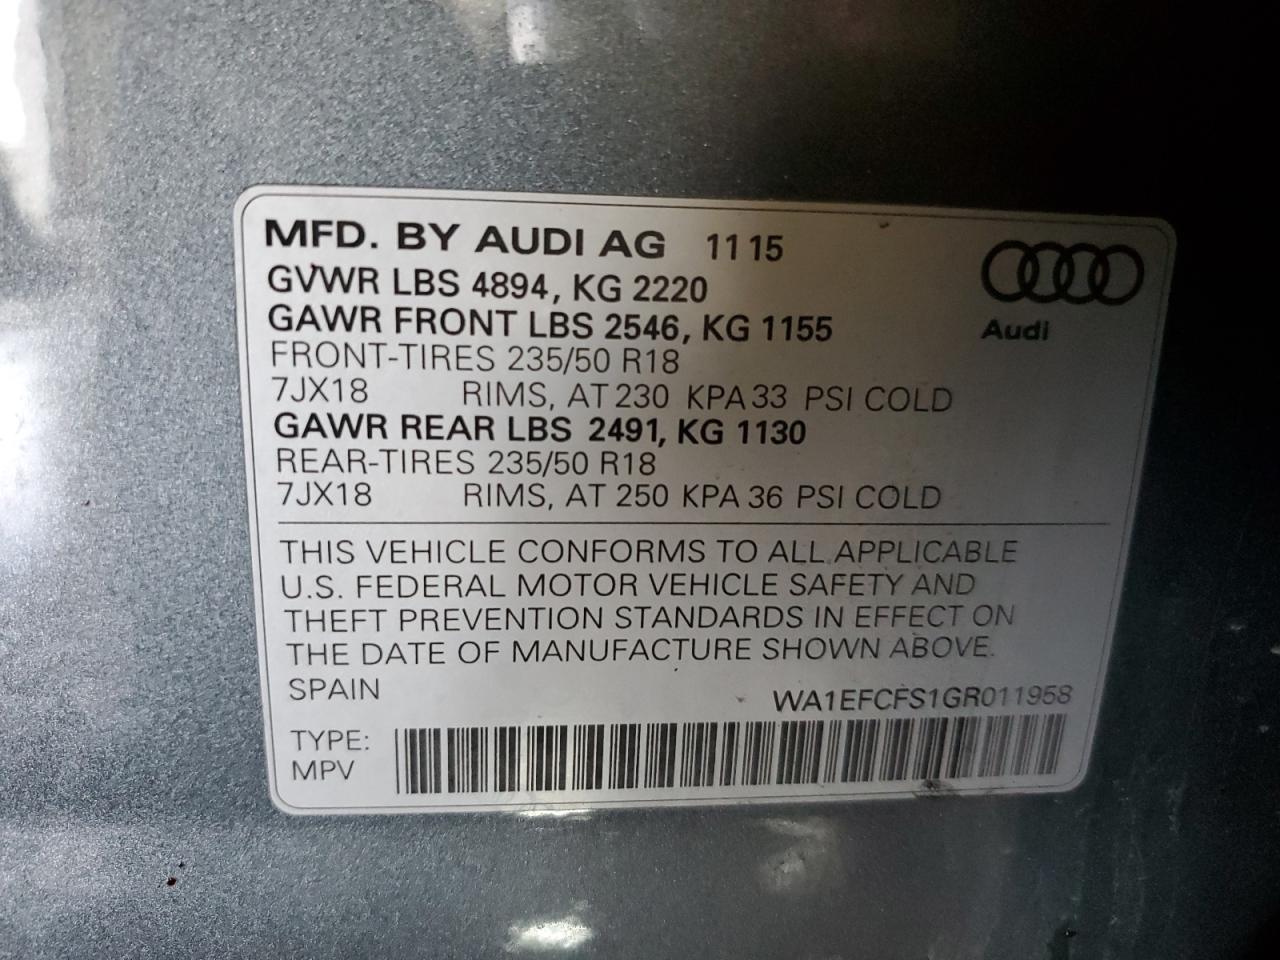 MFD. BY AUDI AG 11 15
GVWR LBS 4894, KG 2220
GAWR FRONT LBS 2546, KG 1155
Audi
FRONT-TIRES 235/50 R18
7JX18 RIMS, AT 230 KPA 33 PSI COLD
GAWR REAR LBS 2491, KG 1130
REAR-TIRES 235/50 R18
7JX18 RIMS, AT 250 KPA 36 PSI COLD
THIS VEHICLE CONFORMS TO ALL APPLICABLE
U.S. FEDERAL MOTOR VEHICLE SAFETY AND
THEFT PREVENTION STANDARDS IN EFFECT ON
THE DATE OF MANUFACTURE SHOWN ABOVE.
SPAIN WA1EFCFS1GR011958
TYPE:
MPV